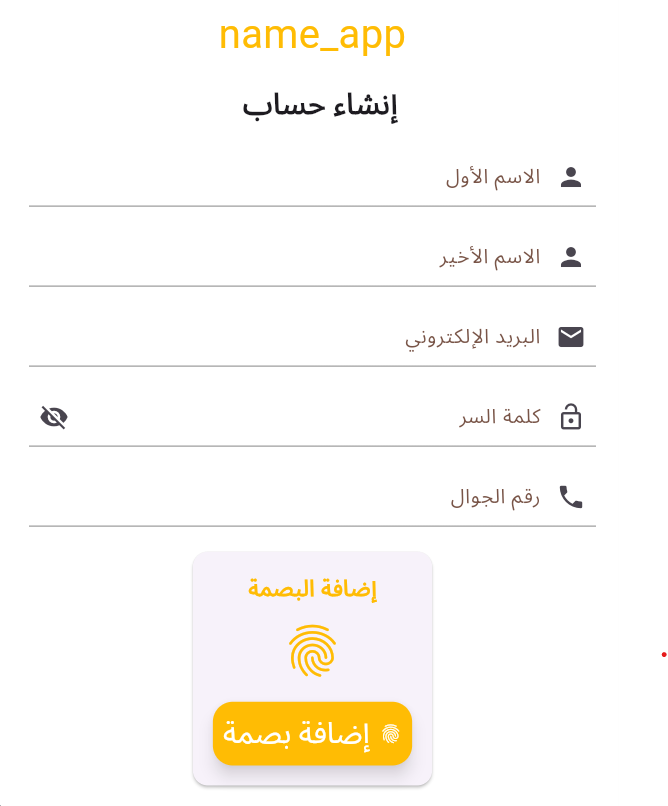 name_app
إنشاء حساب
الاسم الأول
الاسم الأخير
البريد الإلكتروني
كلمة السر
رقم الجوال
إضافة البصمة
إضافة بصمة